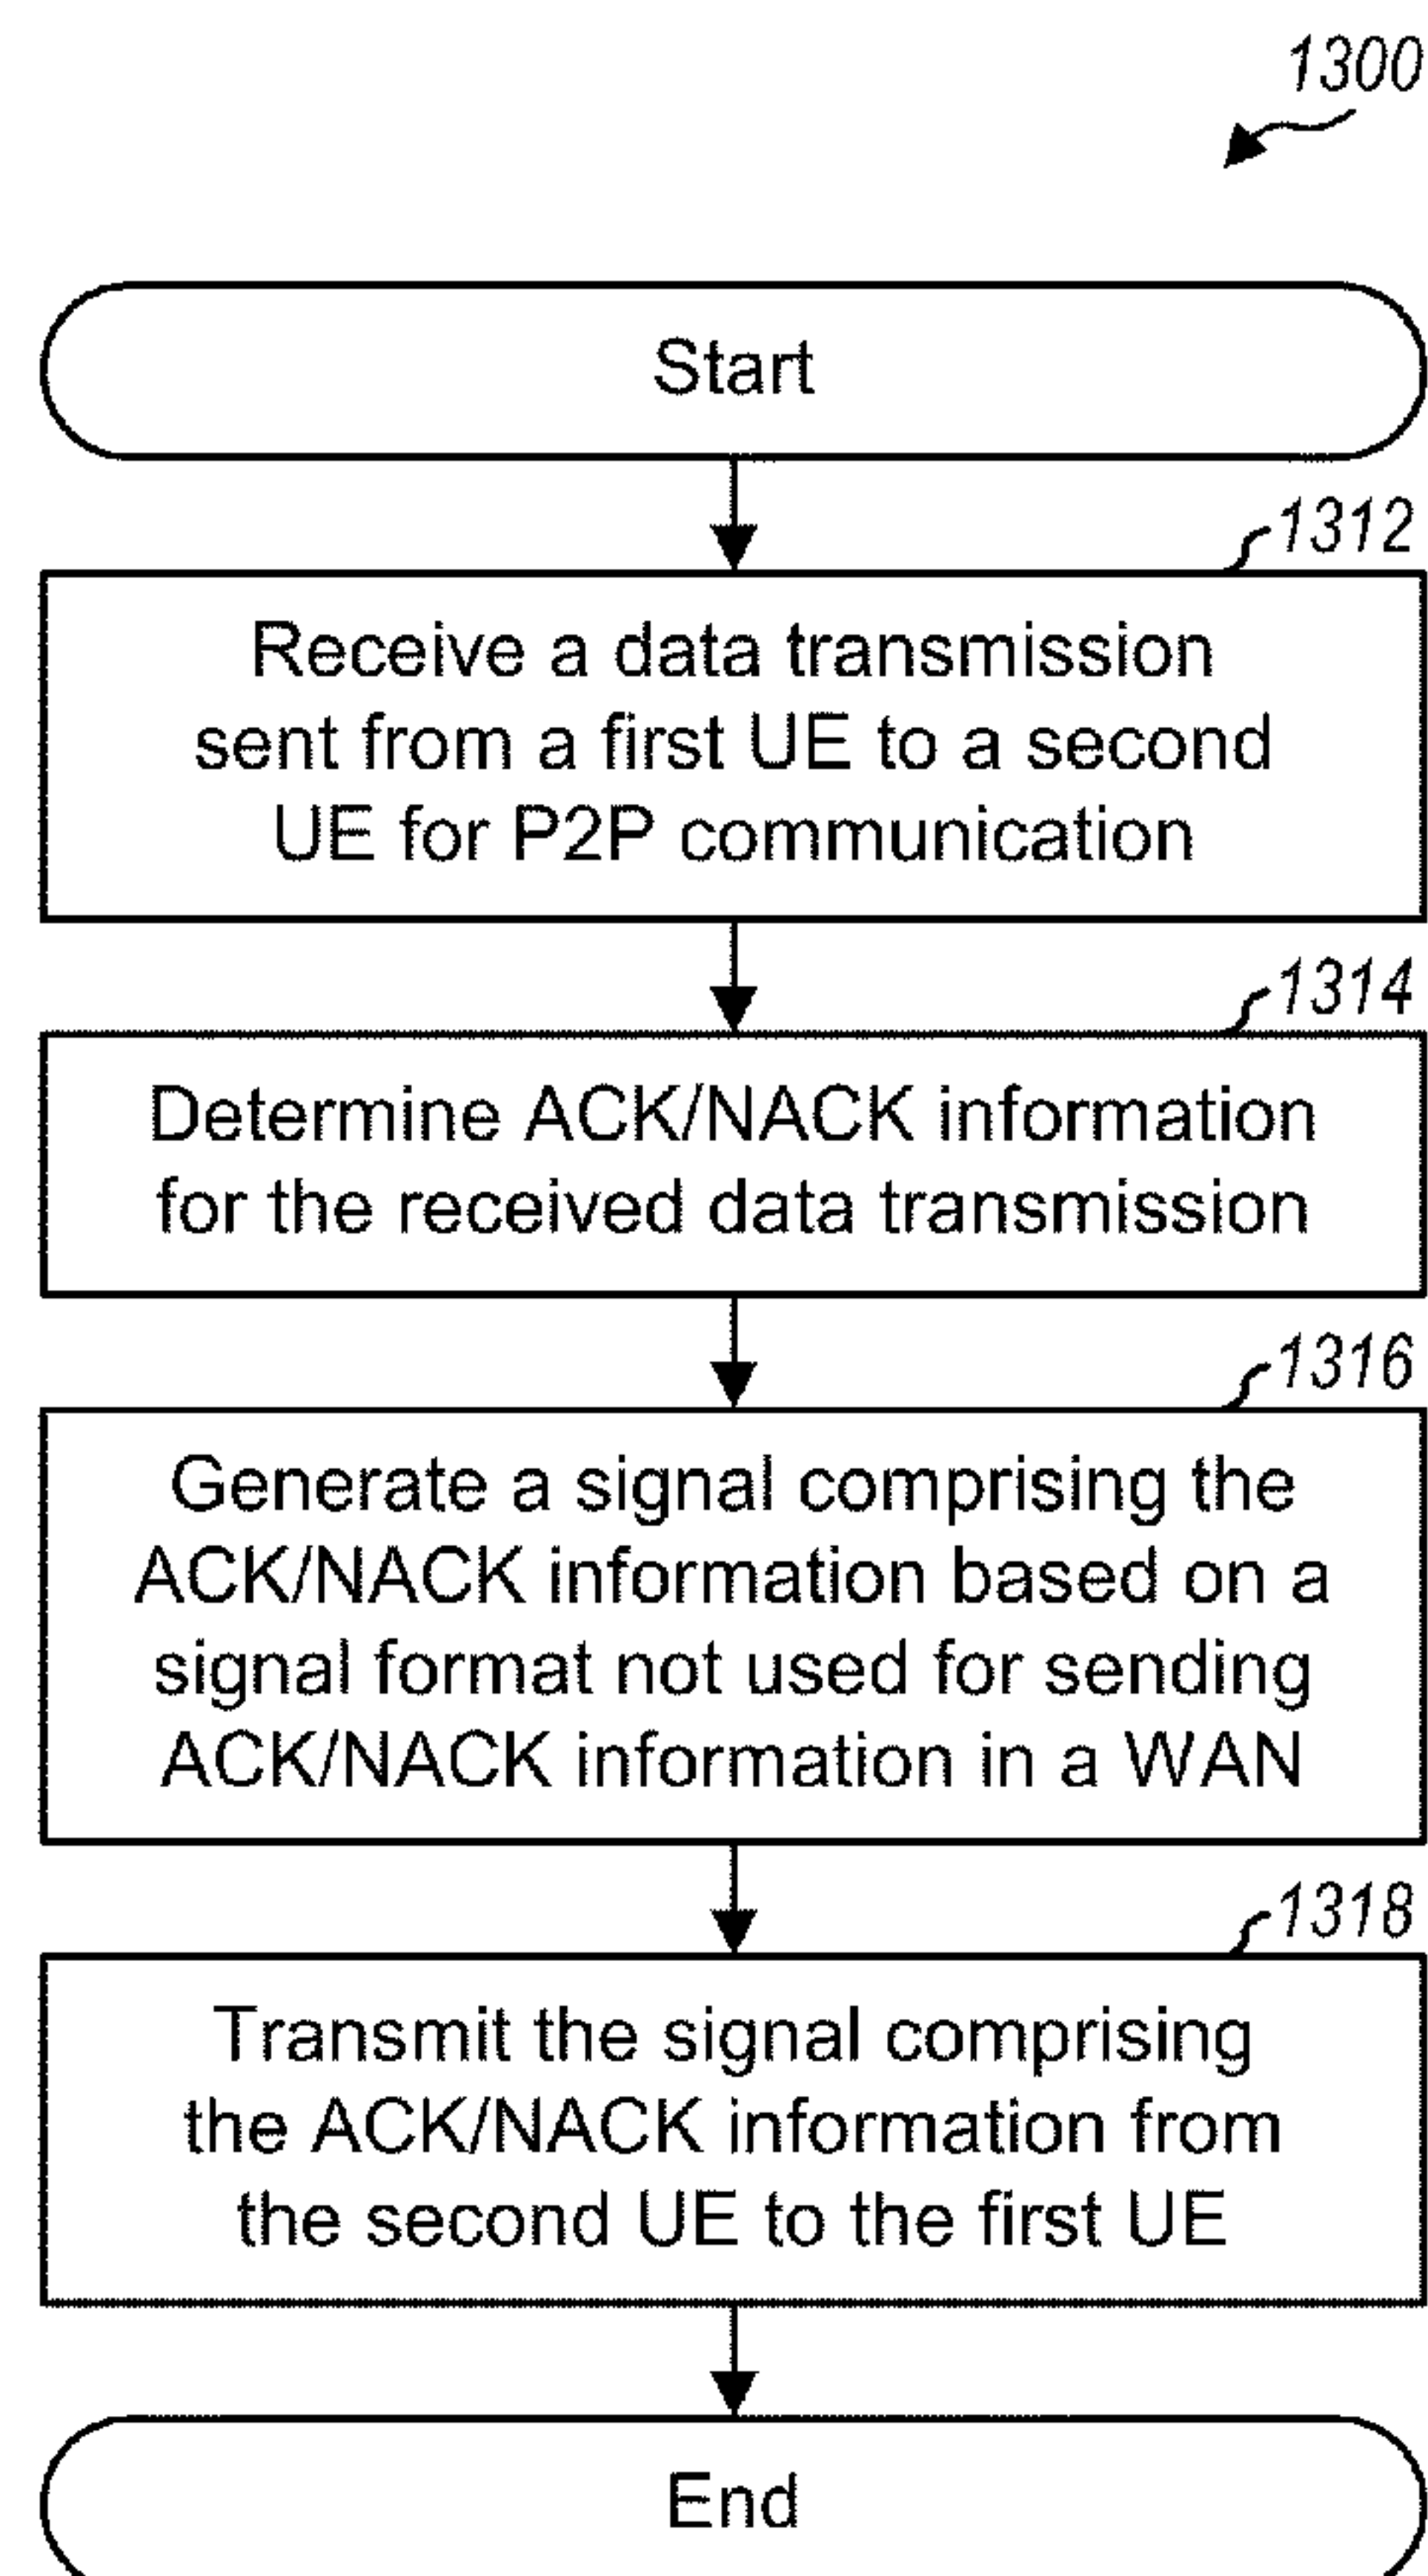 1300
Start
1312
Receive a data transmission
sent from a first UE to a second
UE for P2P communication
1314
Determine ACK/NACK information
for the received data transmission
1316
Generate a signal comprising the
ACK/NACK information based on a
signal format not used for sending
ACK/NACK information in a WAN
1318
Transmit the signal comprising
the ACK/NACK information from
the second UE to the first UE
End